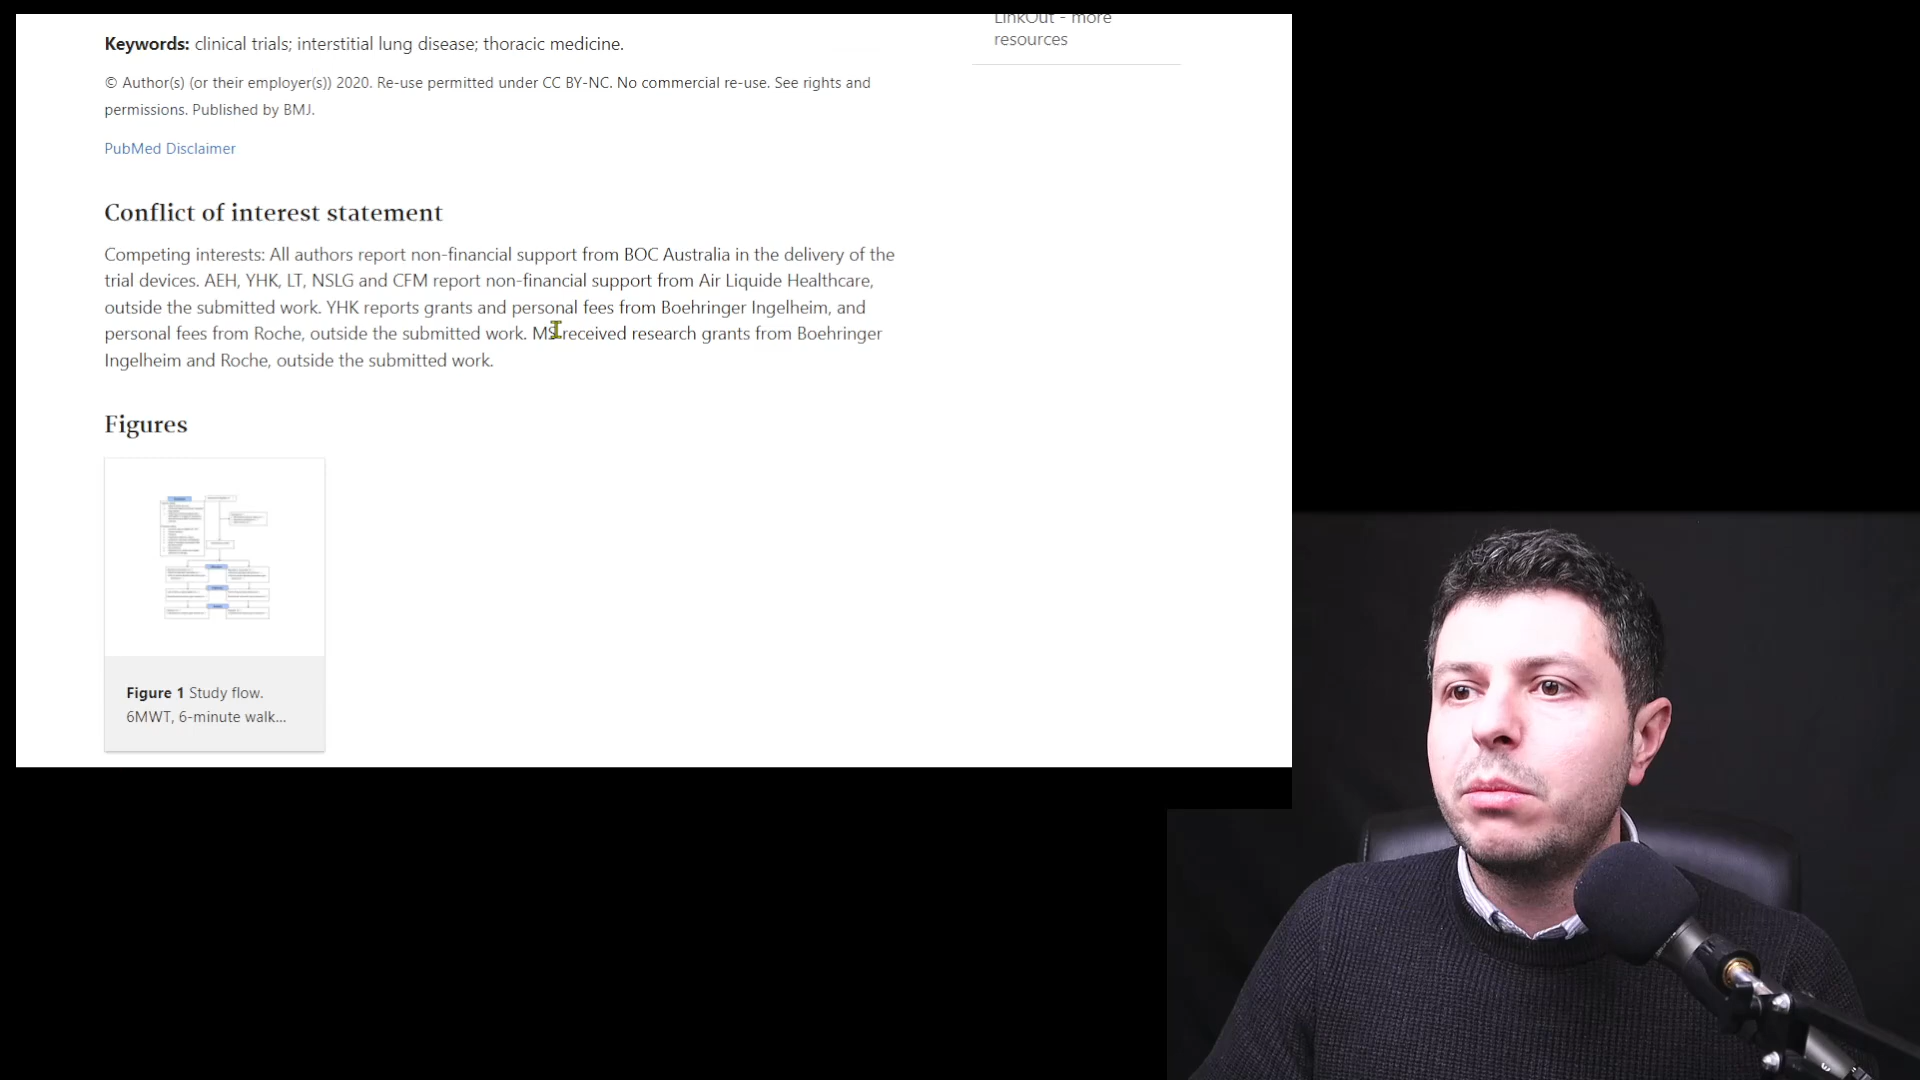 LinkOut - more
resources
Keywords: clinical trials; interstitial lung disease; thoracic medicine.
© Author(s) (or their employer(s)) 2020. Re-use permitted under CC BY-NC. No commercial re-use. See rights and
permissions. Published by BMJ.
PubMed Disclaimer
Conflict of interest statement
Competing interests: All authors report non-financial support from BOC Australia in the delivery of the
trial devices. AEH, YHK, LT, NSLG and CFM report non-financial support from Air Liquide Healthcare,
outside the submitted work. YHK reports grants and personal fees from Boehringer Ingelheim, and
personal fees from Roche, outside the submitted work. MS received research grants from Boehringer
Ingelheim and Roche, outside the submitted work.
Figures
Figure 1 Study flow.
6MWT, 6-minute walk...